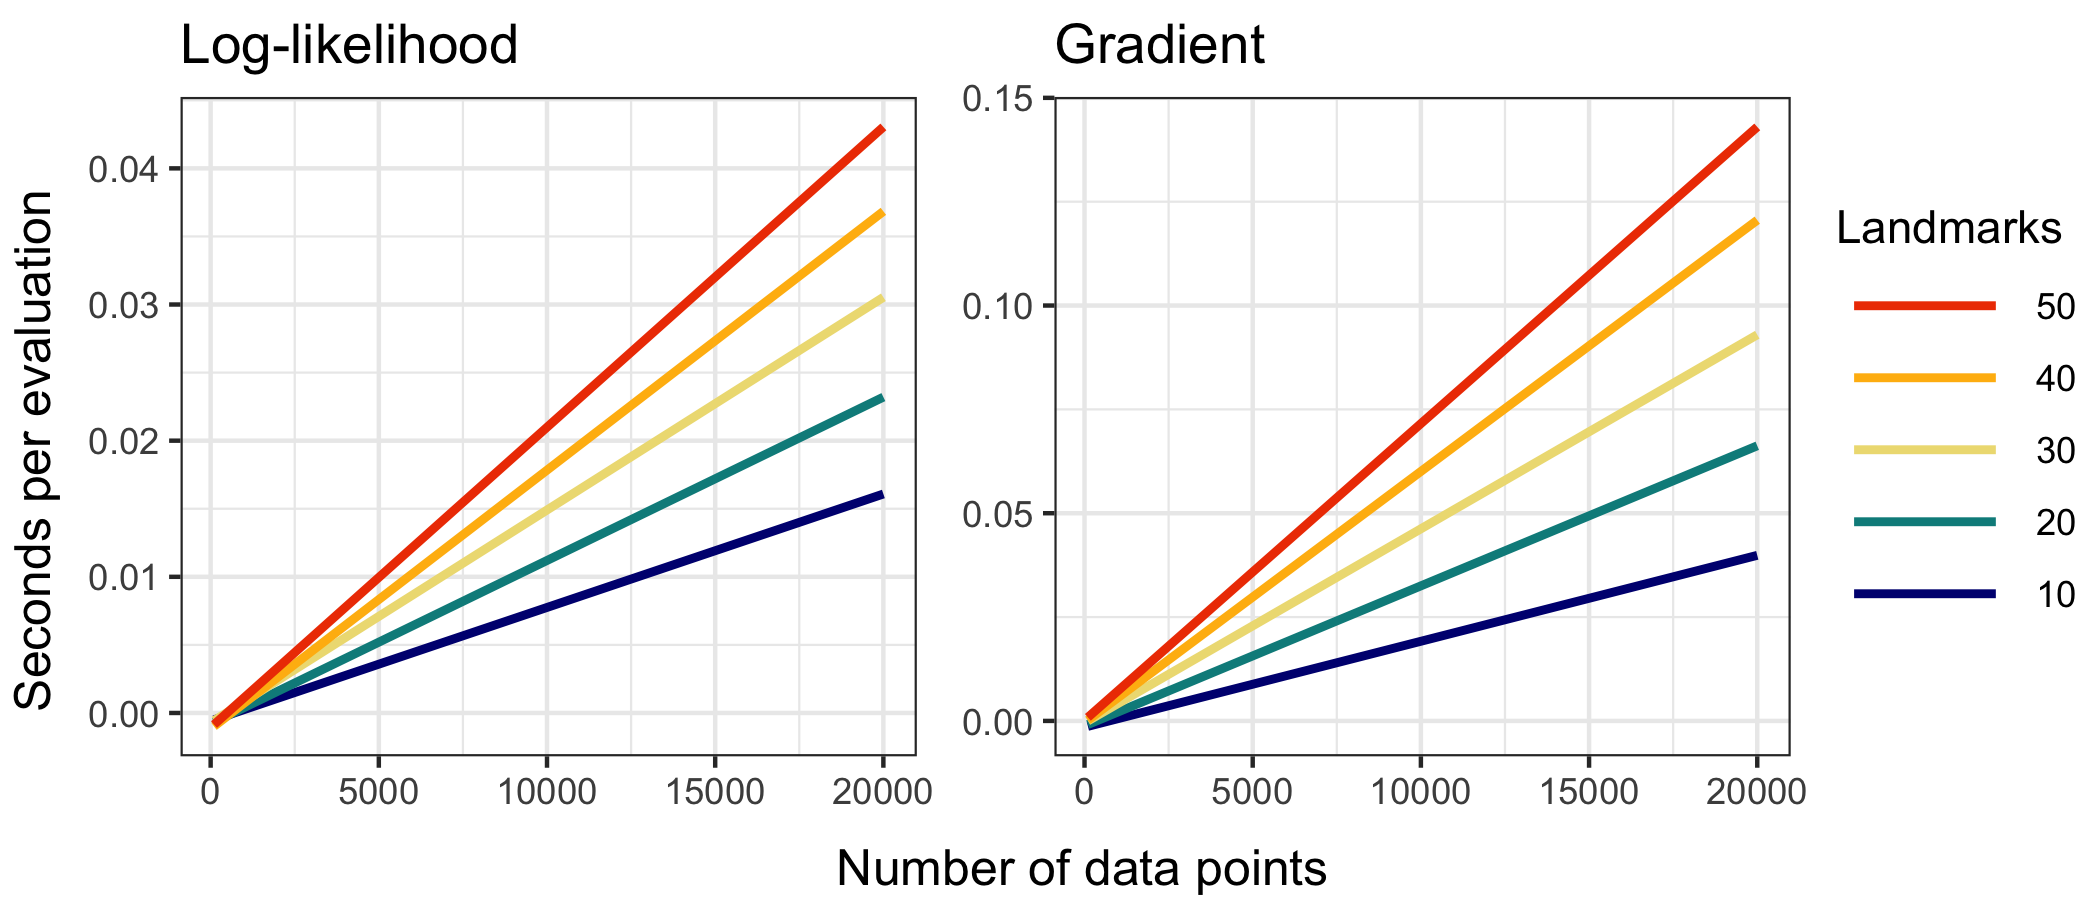 Log-likelihood
Gradient
Seconds per evaluation
0.04
0.03
0.02
0.01
0.00
0 5000 10000 15000 20000
0.15
0.10
0.05
0.00
0 5000 10000 15000 20000
Number of data points
Landmarks
50
40
30
20
10